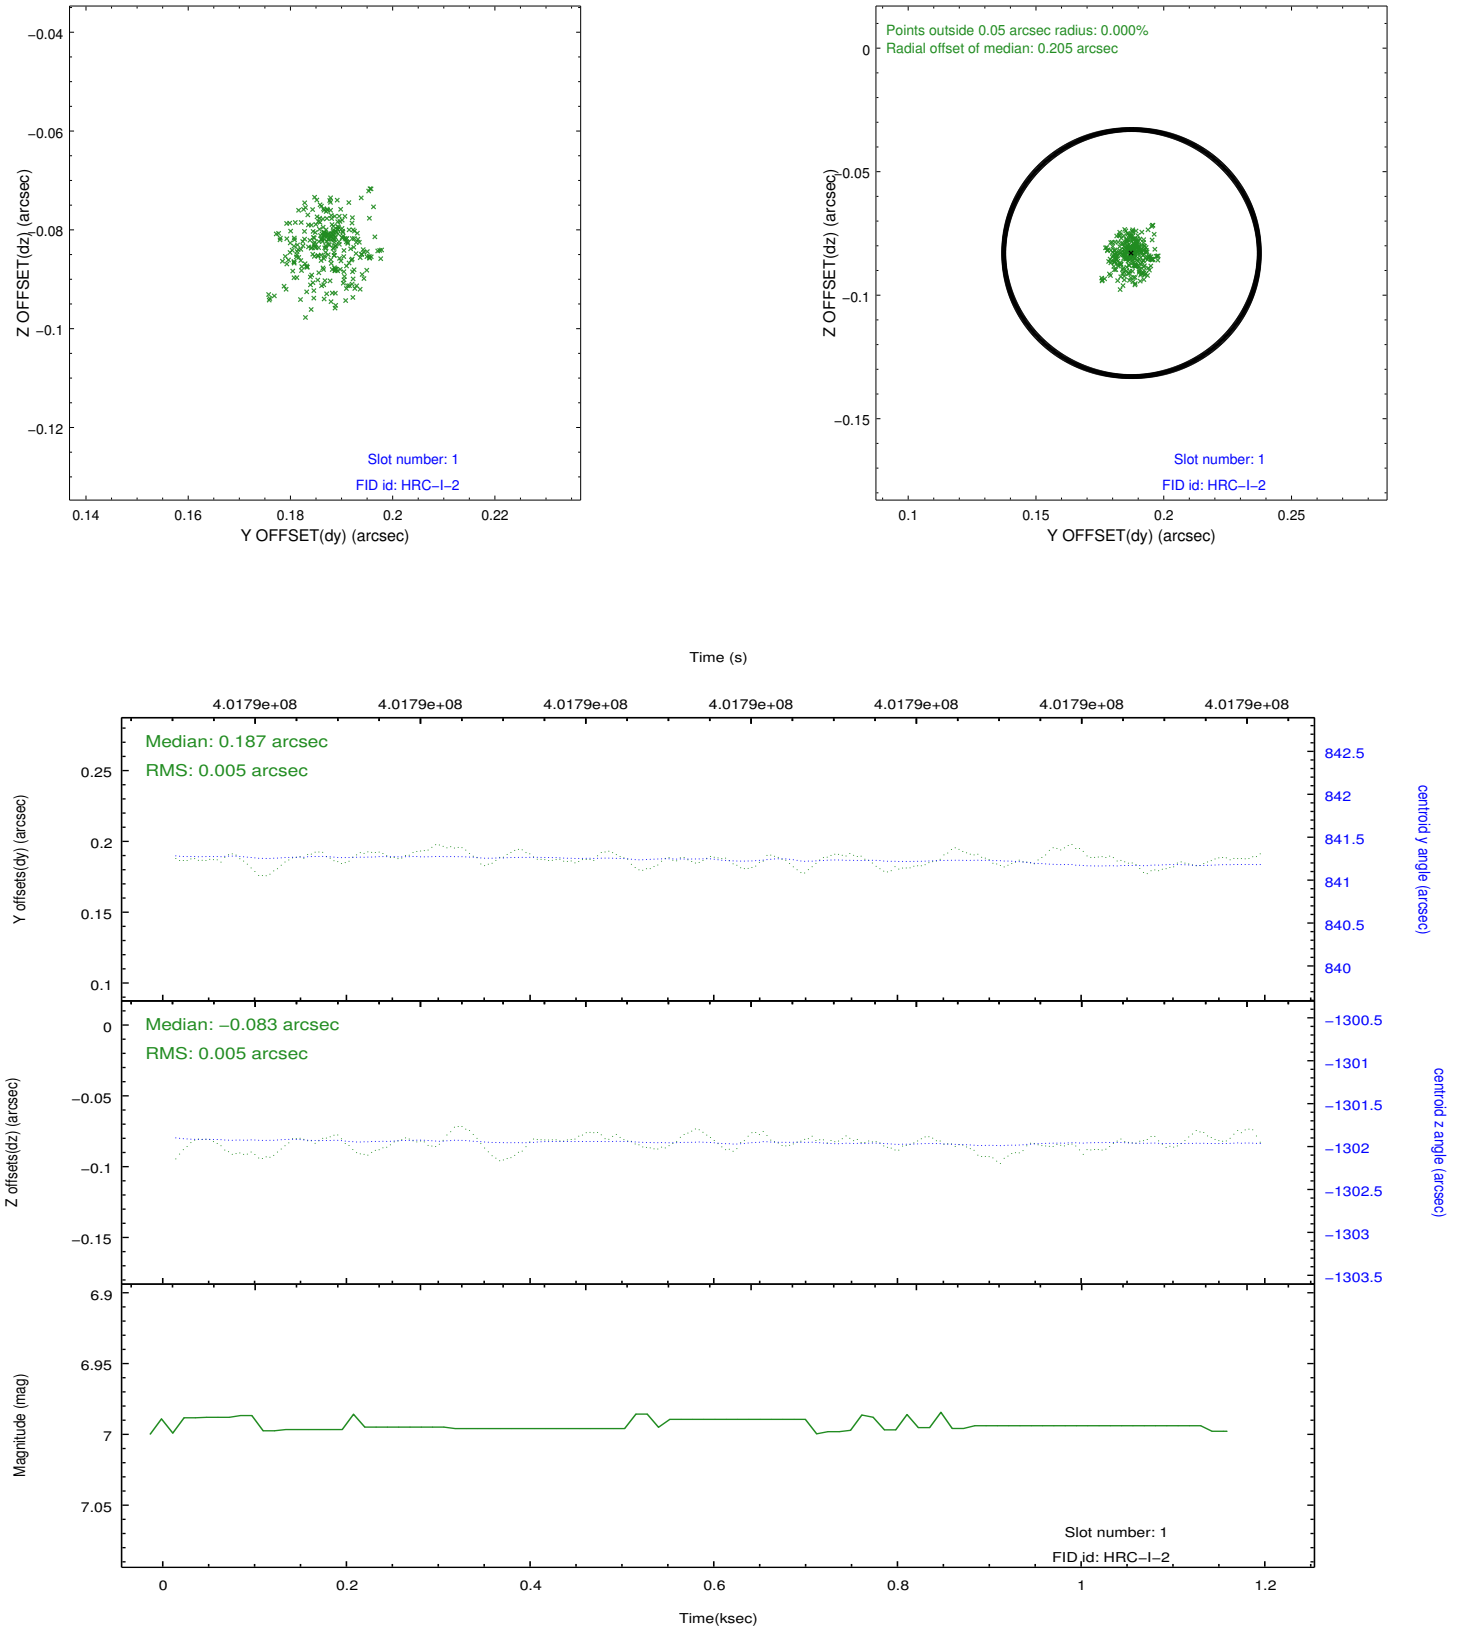 −0.04
−0.06
−0.08
−0.1
−0.12
Z OFFSET(dz) (arcsec)
Slot number: 1
FID id: HRC−I−2
0.14 0.16 0.18 0.2 0.22
Y OFFSET(dy) (arcsec)
Points outside 0.05 arcsec radius: 0.000%
Radial offset of median: 0.205 arcsec
0
−0.05
−0.1
−0.15
Z OFFSET(dz) (arcsec)
Slot number: 1
FID id: HRC−I−2
0.1 0.15 0.2 0.25
Y OFFSET(dy) (arcsec)
Time (s)
4.0179e+08 4.0179e+08 4.0179e+08 4.0179e+08 4.0179e+08 4.0179e+08 4.0179e+08
Median: 0.187 arcsec
RMS: 0.005 arcsec
0.25
0.2
0.15
0.1
Y offsets(dy) (arcsec)
842.5
842
841.5
841
840.5
840
centroid y angle (arcsec)
Median: −0.083 arcsec
RMS: 0.005 arcsec
0
−0.05
−0.1
−0.15
Z offsets(dz) (arcsec)
−1300.5
−1301
−1301.5
−1302
−1302.5
−1303
−1303.5
centroid z angle (arcsec)
6.9
6.95
7
7.05
Magnitude (mag)
Slot number: 1
FID id: HRC−I−2
0 0.2 0.4 0.6 0.8 1 1.2
Time(ksec)